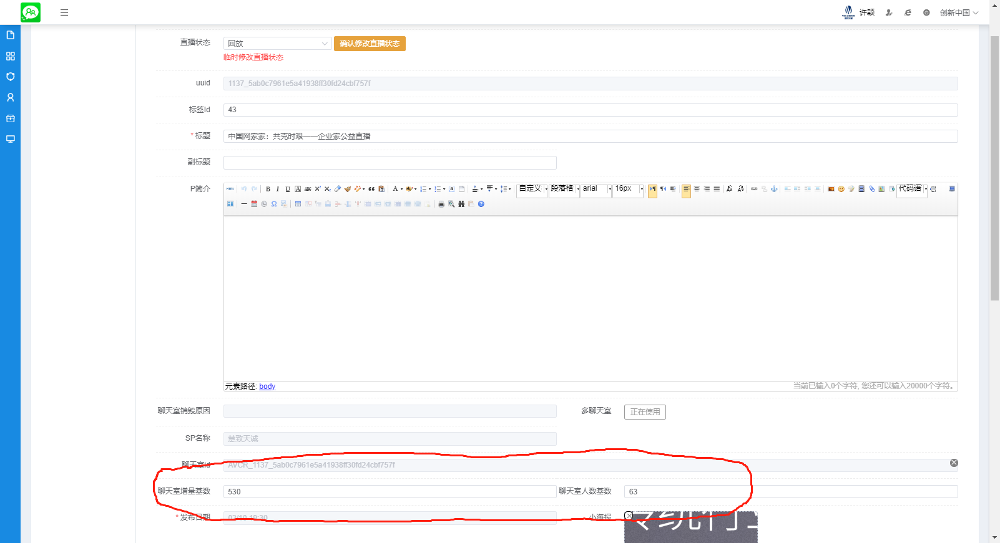 许颖
创新中国
直播状态
回放
确认修改直播状态
临时修改直播状态
uuid
1137_5ab0c7961e5a41938ff30fd24cbf757f
标签Id
43
* 标题
中国网家家：共克时艰——企业家公益直播
副标题
P简介
HTML
自定义
段落格
arial
16px
代码语
元素路径: body
当前已输入0个字符, 您还可以输入20000个字符。
聊天室销毁原因
多聊天室
正在使用
SP名称
慧致天诚
聊天室id
AVCR_1137_5ab0c7961e5a41938ff30fd24cbf757f
聊天室增量基数
530
聊天室人数基数
63
* 发布日期
小海报